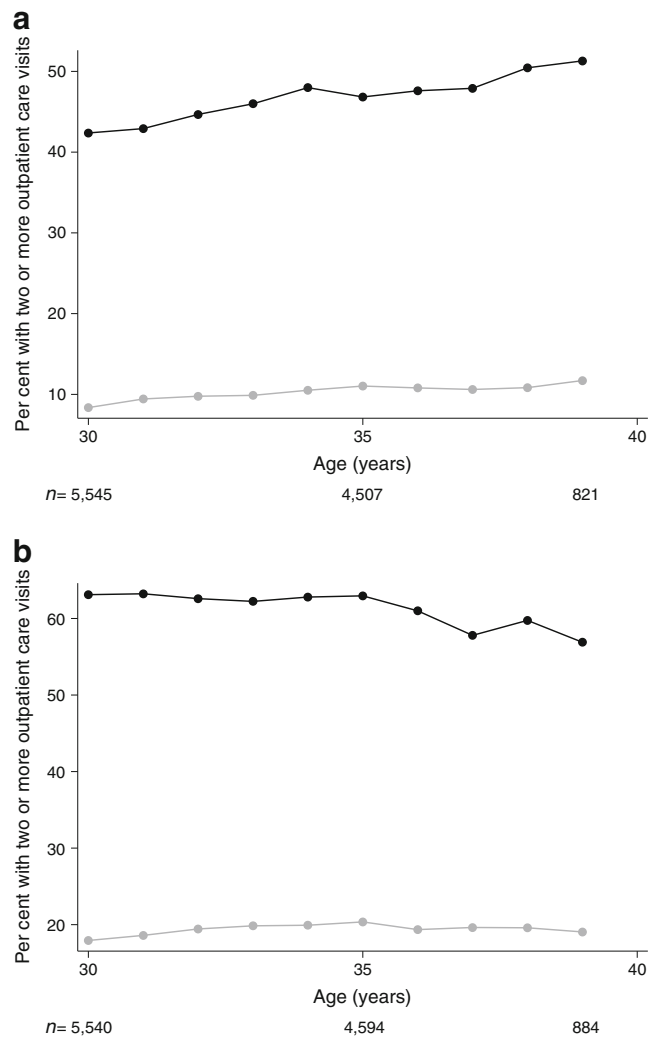 a
Per cent with two or more outpatient care visits
50
40
30
20
10
30 35 40
Age (years)
n= 5,545 4,507 821
b
Per cent with two or more outpatient care visits
60
50
40
30
20
30 35 40
Age (years)
n= 5,540 4,594 884